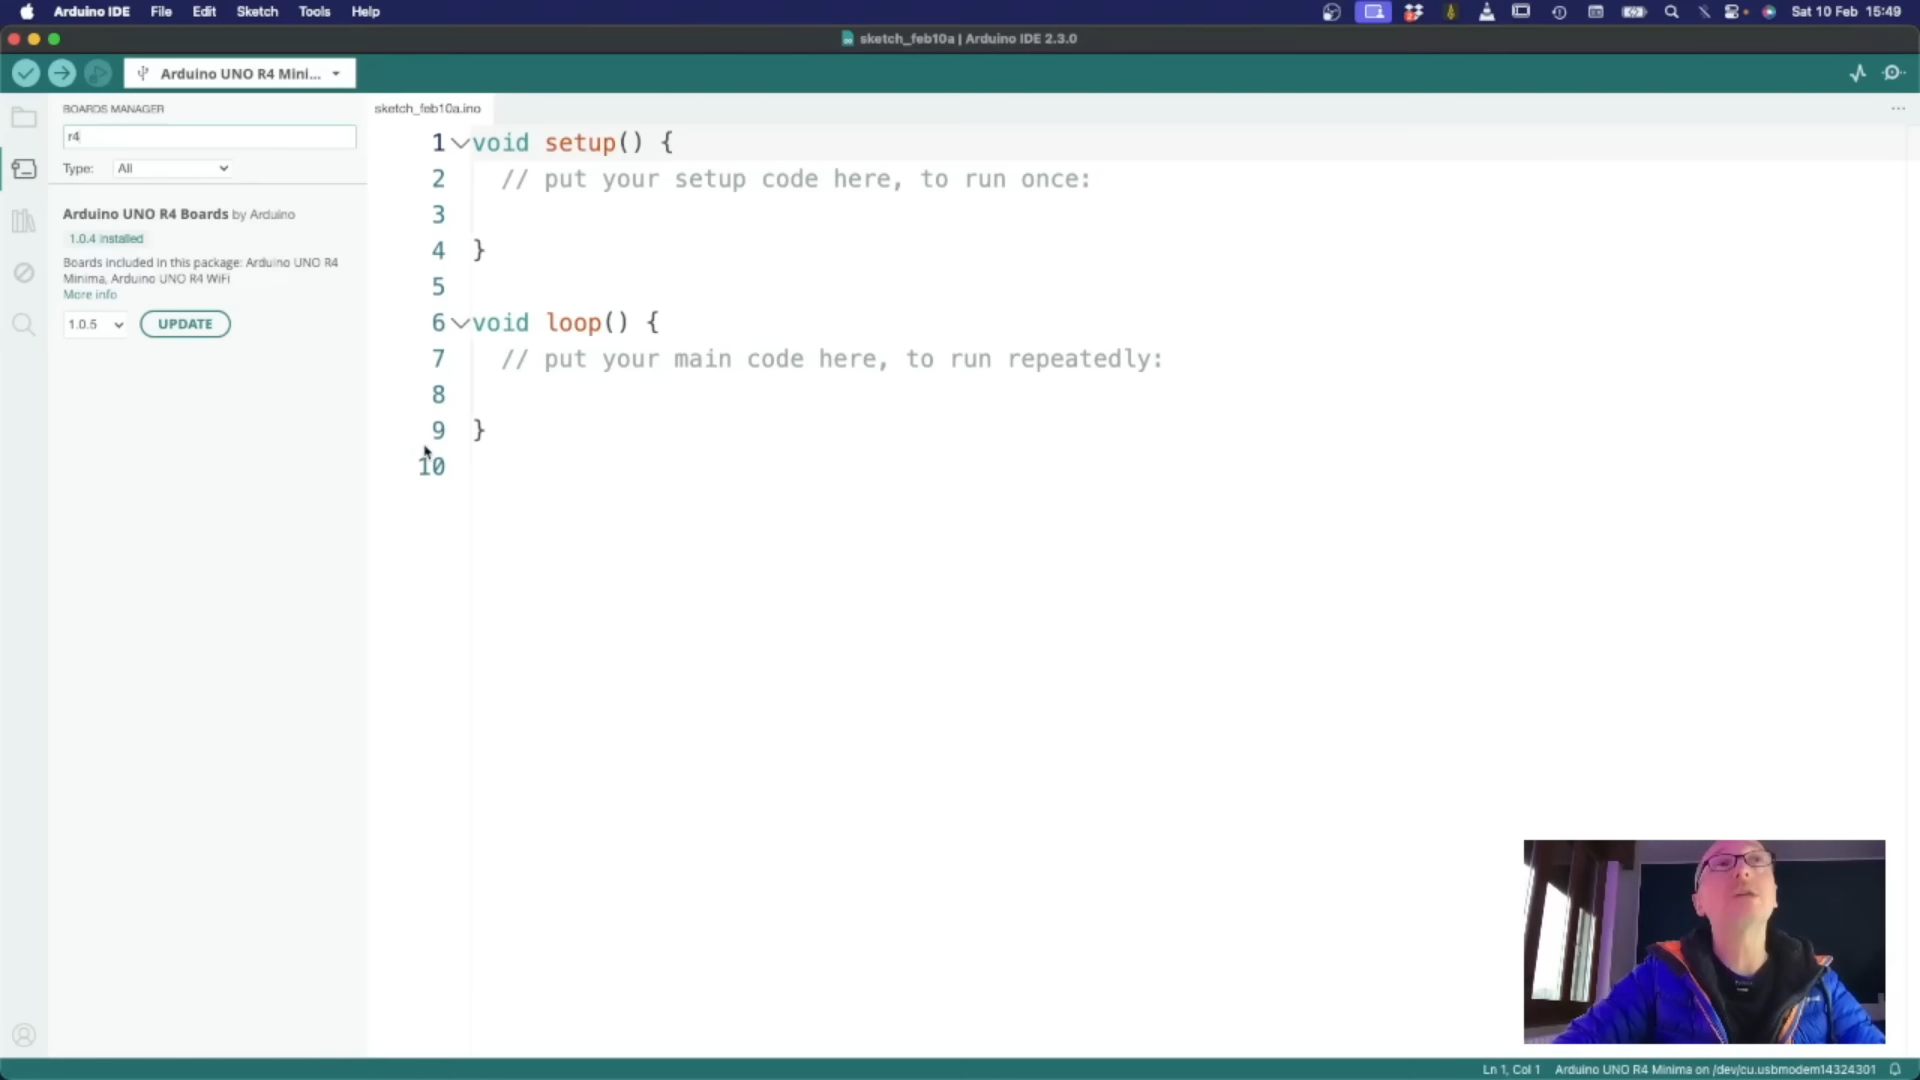 Arduino IDE File Edit Sketch Tools Help
Sat 10 Feb 15:49
sketch_feb10a | Arduino IDE 2.3.0
Arduino UNO R4 Mini...
BOARDS MANAGER
r4
Type: All
Arduino UNO R4 Boards by Arduino
1.0.4 installed
Boards included in this package: Arduino UNO R4
Minima, Arduino UNO R4 WiFi
More info
1.0.5 UPDATE
sketch_feb10a.ino
1 void setup() {
2 // put your setup code here, to run once:
3
4 }
5
6 void loop() {
7 // put your main code here, to run repeatedly:
8
9 }
10
Ln 1, Col 1 Arduino UNO R4 Minima on /dev/cu.usbmodem14324301